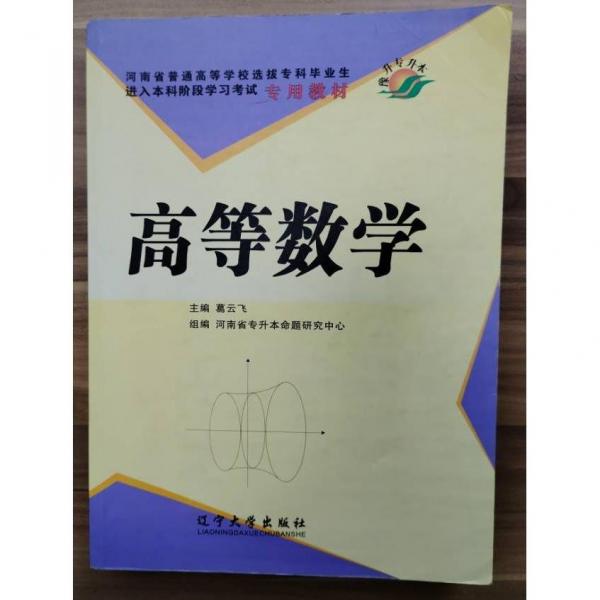 河南省普通高等学校选拔专科毕业生
进入本科阶段学习考试 专用教材
专升本
高等数学
主编 葛云飞
组编 河南省专升本命题研究中心
辽宁大学出版社
LIAONINGDAXUECHUBANSHE